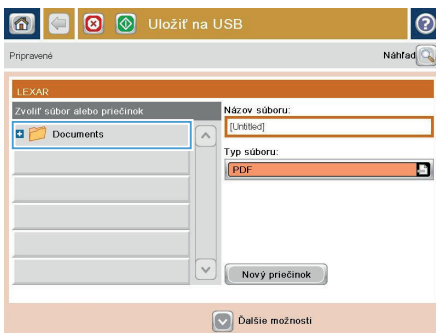 Uložiť na USB
Pripravené
Náhľad
LEXAR
Zvoliť súbor alebo priečinok
Documents
Názov súboru:
[Untitled]
Typ súboru:
PDF
Nový priečinok
Ďalšie možnosti